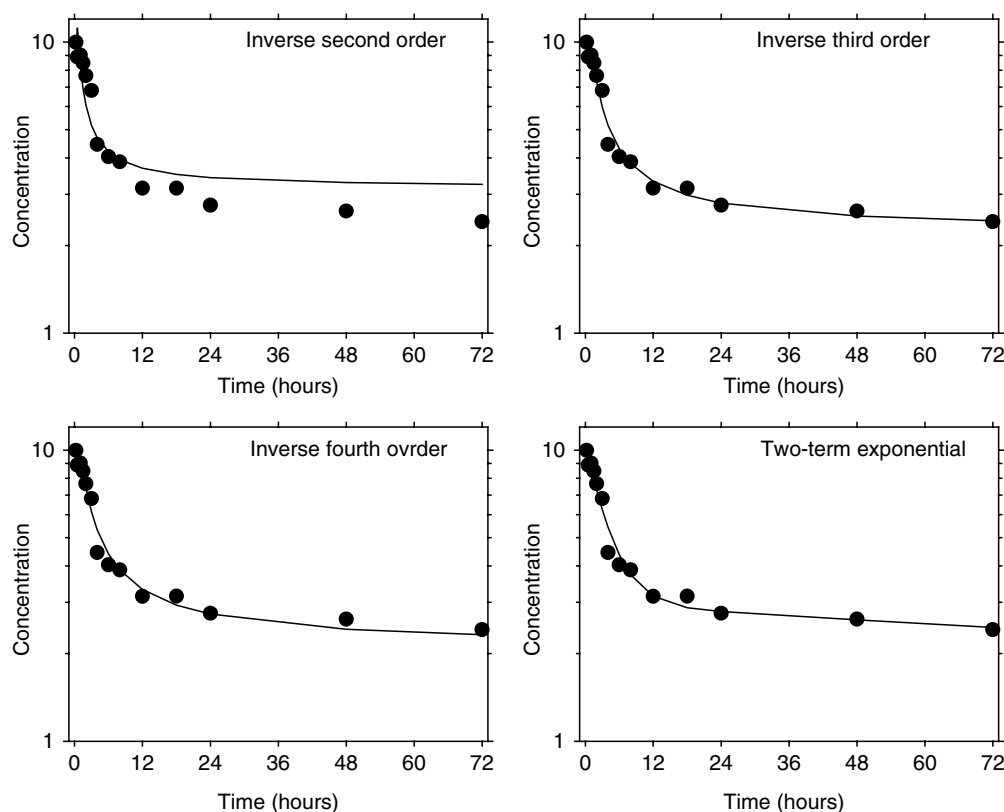 Inverse second order
10
1
Concentration
0 12 24 36 48 60 72
Time (hours)
Inverse third order
10
1
Concentration
0 12 24 36 48 60 72
Time (hours)
Inverse fourth ovrder
10
1
Concentration
0 12 24 36 48 60 72
Time (hours)
Two-term exponential
10
1
Concentration
0 12 24 36 48 60 72
Time (hours)